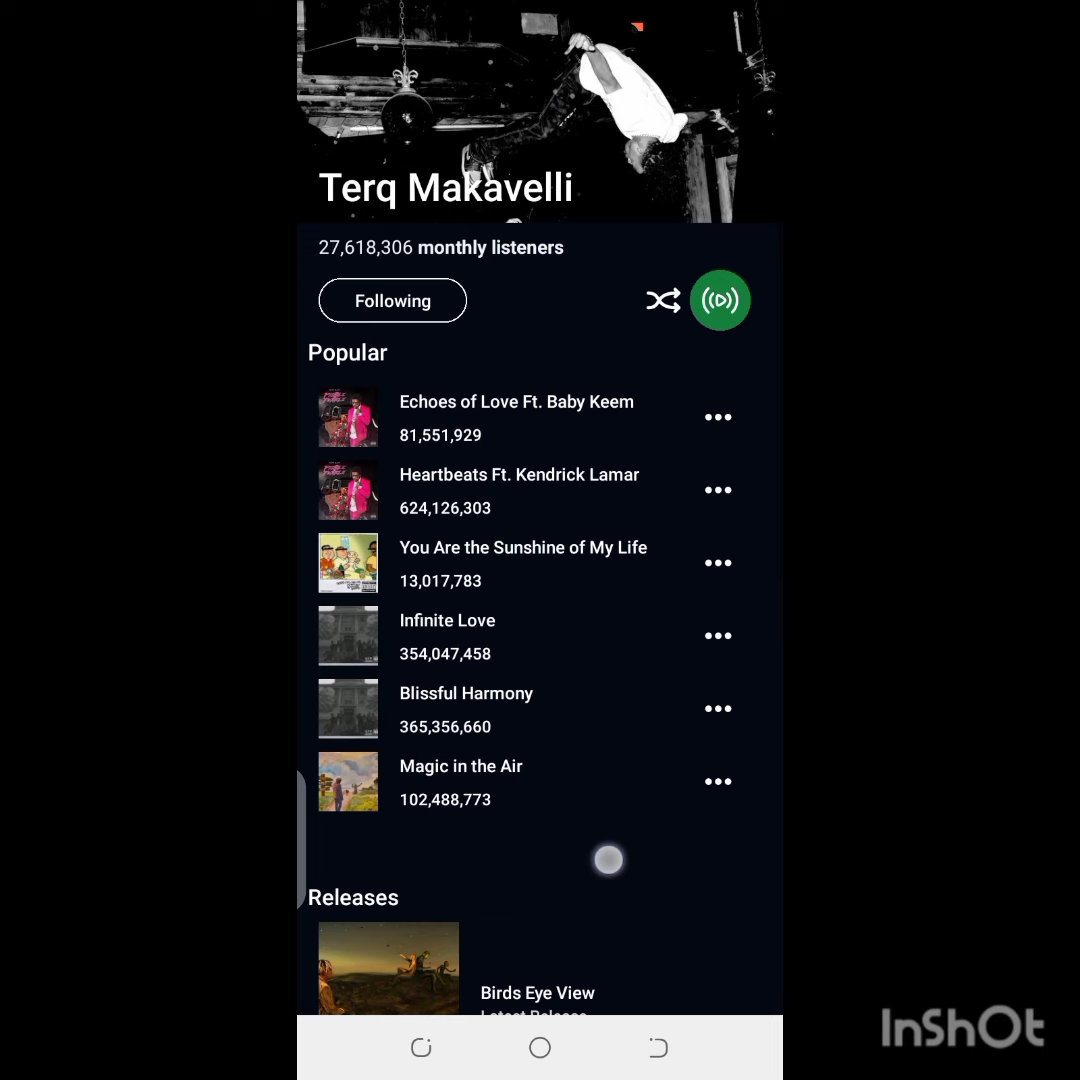 Terq Makavelli
27,618,306 monthly listeners
Following
Popular
Echoes of Love Ft. Baby Keem
81,551,929
Heartbeats Ft. Kendrick Lamar
624,126,303
You Are the Sunshine of My Life
13,017,783
Infinite Love
354,047,458
Blissful Harmony
365,356,660
Magic in the Air
102,488,773
Releases
Birds Eye View
Latest Release
InShOt